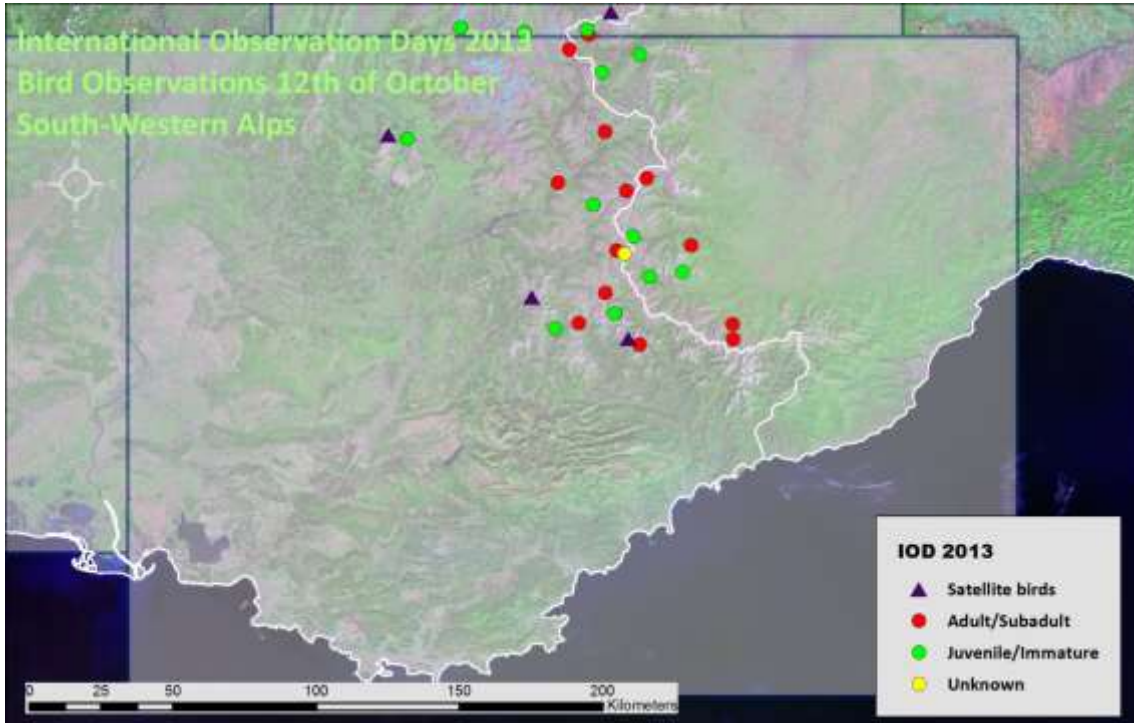 International Observation Days 2013
Bird Observations 12th of October
South-Western Alps
IOD 2013
Satellite birds
Adult/Subadult
Juvenile/Immature
Unknown
0 25 50 100 150 200
Kilometers